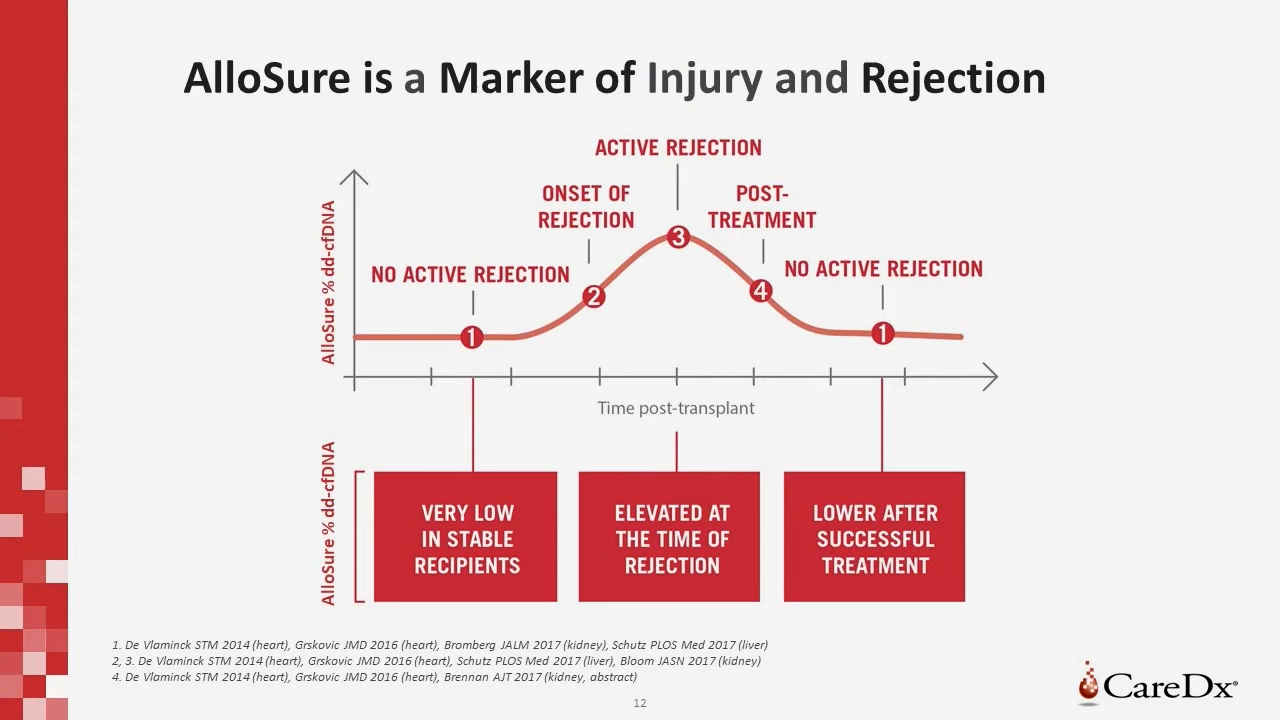 AlloSure is a Marker of Injury and Rejection
ACTIVE REJECTION
ONSET OF
REJECTION
POST-
TREATMENT
NO ACTIVE REJECTION
NO ACTIVE REJECTION
AlloSure % dd-cfDNA
1
2
3
4
1
Time post-transplant
AlloSure % dd-cfDNA
VERY LOW
IN STABLE
RECIPIENTS
ELEVATED AT
THE TIME OF
REJECTION
LOWER AFTER
SUCCESSFUL
TREATMENT
1. De Vlaminck STM 2014 (heart), Grskovic JMD 2016 (heart), Bromberg JALM 2017 (kidney), Schutz PLOS Med 2017 (liver)
2, 3. De Vlaminck STM 2014 (heart), Grskovic JMD 2016 (heart), Schutz PLOS Med 2017 (liver), Bloom JASN 2017 (kidney)
4. De Vlaminck STM 2014 (heart), Grskovic JMD 2016 (heart), Brennan AJT 2017 (kidney, abstract)
12
CareDx®